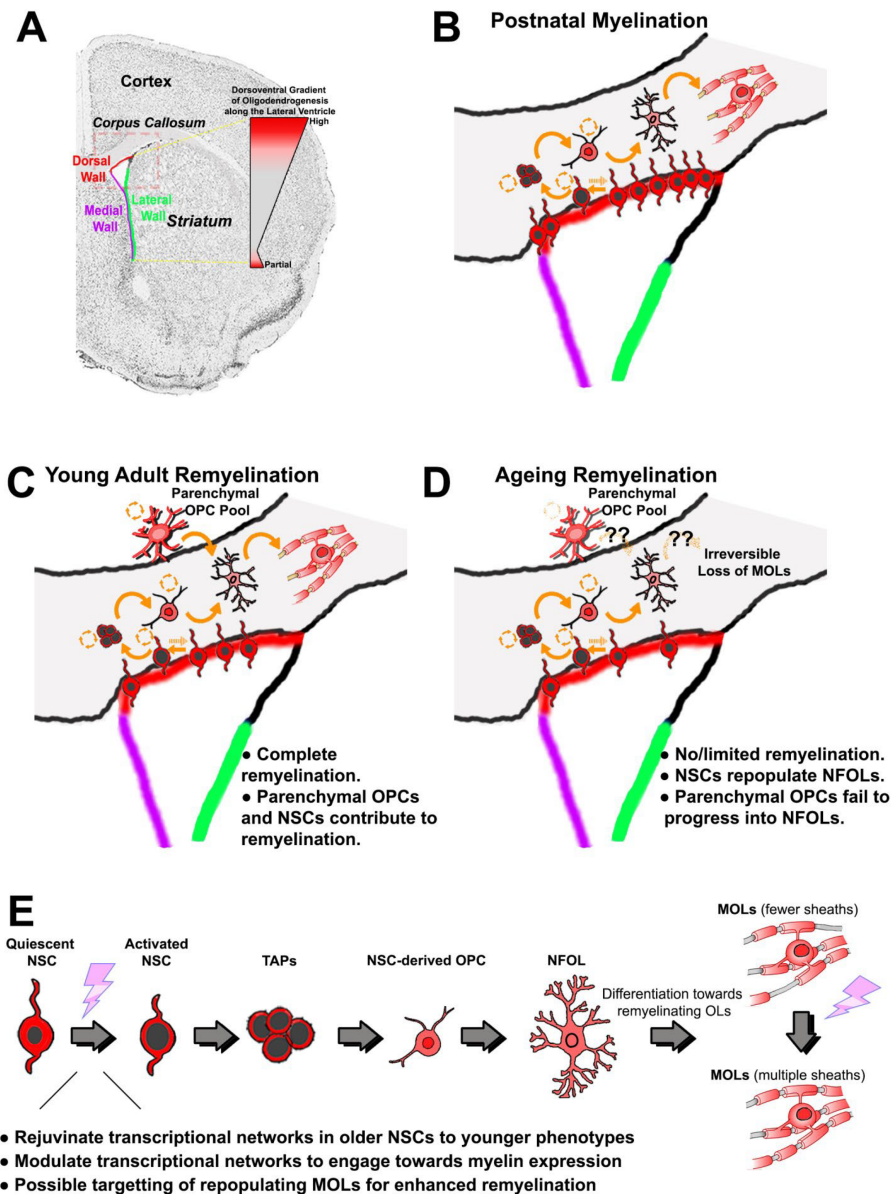 A
Cortex
Corpus Callosum
Dorsoventral Gradient
of Oligodendrogenesis
along the Lateral Ventricle
High
Dorsal
Wall
Medial
Wall
Lateral
Wall
Striatum
Partial
B
Postnatal Myelination
C
Young Adult Remyelination
Parenchymal
OPC Pool
● Complete
remyelination.
● Parenchymal OPCs
and NSCs contribute to
remyelination.
D
Ageing Remyelination
Parenchymal
OPC Pool
??
??
Irreversible
Loss of MOLs
● No/limited remyelination.
● NSCs repopulate NFOLs.
● Parenchymal OPCs fail to
progress into NFOLs.
E
Quiescent
NSC
Activated
NSC
TAPs
NSC-derived OPC
NFOL
Differentiation towards
remyelinating OLs
MOLs (fewer sheaths)
MOLs (multiple sheaths)
● Rejuvinate transcriptional networks in older NSCs to younger phenotypes
● Modulate transcriptional networks to engage towards myelin expression
● Possible targetting of repopulating MOLs for enhanced remyelination